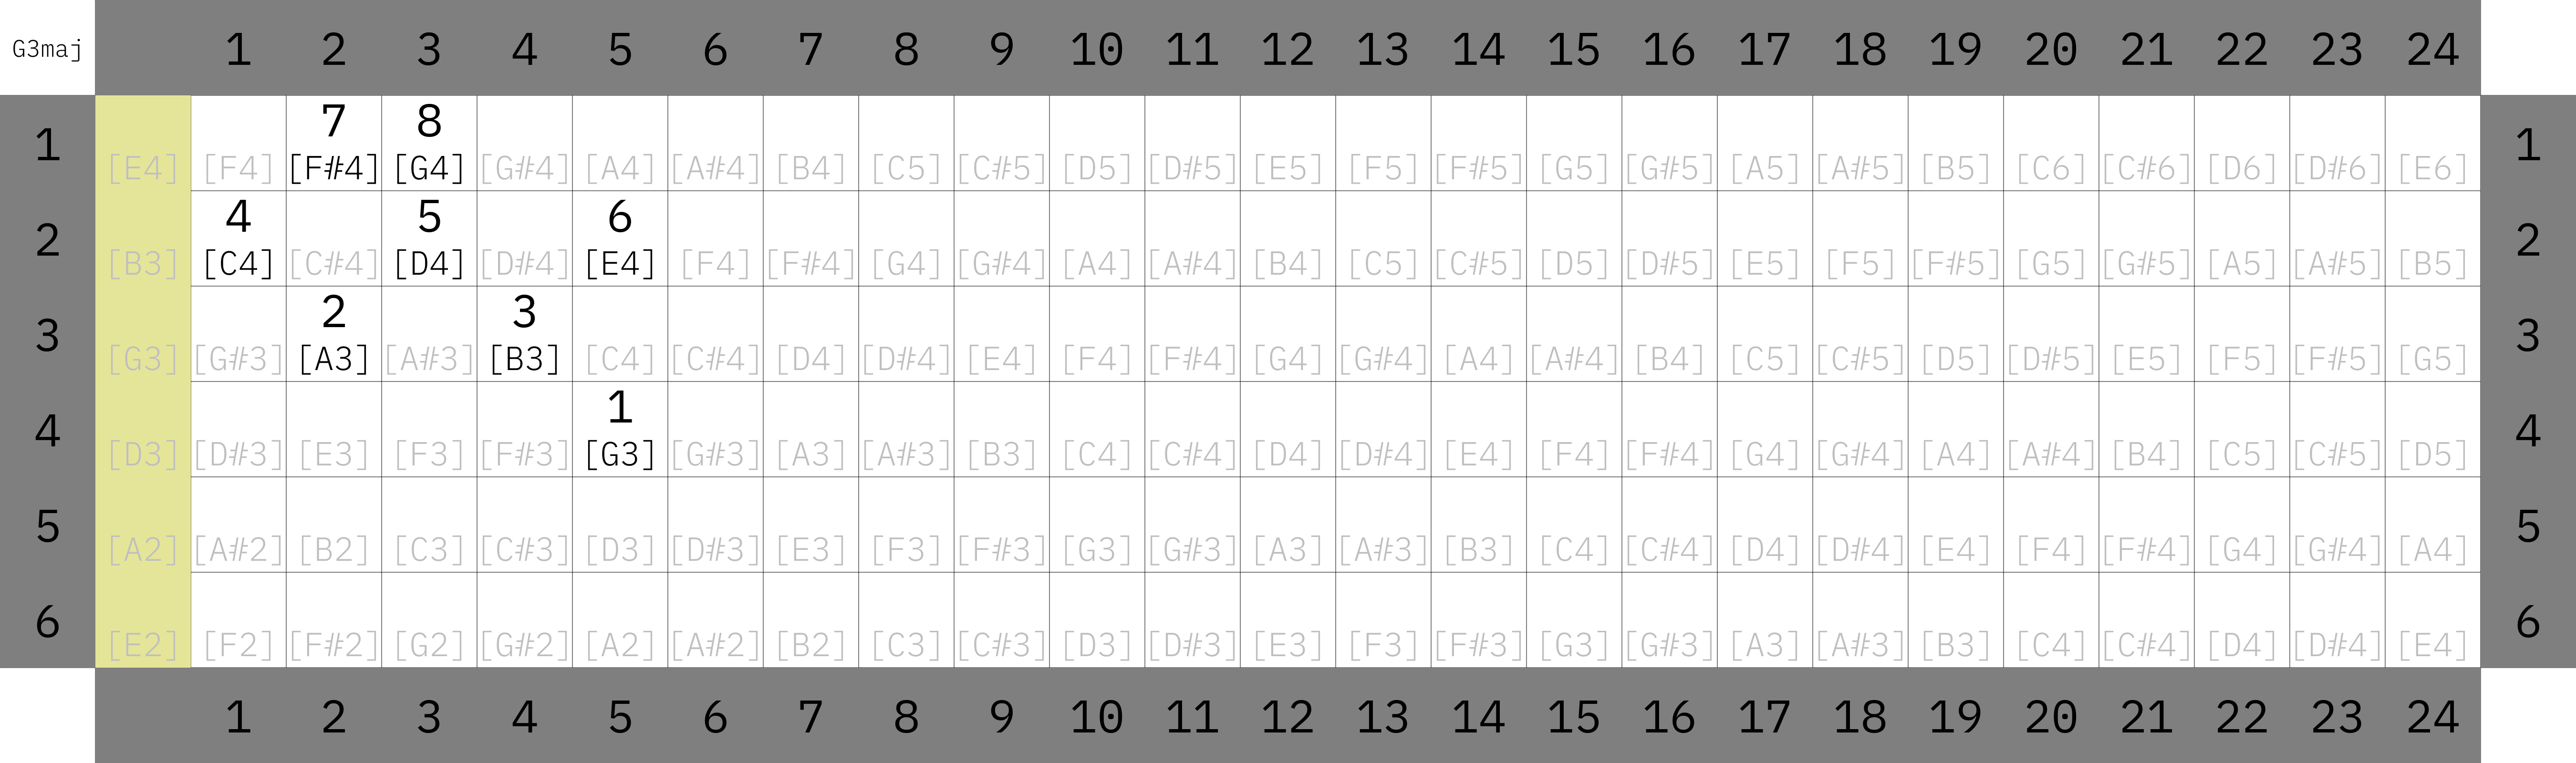 G3maj 1 2 3 4 5 6 7 8 9 10 11 12 13 14 15 16 17 18 19 20 21 22 23 24
7 8
1 [E4] [F4] [F#4] [G4] [G#4] [A4] [A#4] [B4] [C5] [C#5] [D5] [D#5] [E5] [F5] [F#5] [G5] [G#5] [A5] [A#5] [B5] [C6] [C#6] [D6] [D#6] [E6] 1
4 5 6
2 [B3] [C4] [C#4] [D4] [D#4] [E4] [F4] [F#4] [G4] [G#4] [A4] [A#4] [B4] [C5] [C#5] [D5] [D#5] [E5] [F5] [F#5] [G5] [G#5] [A5] [A#5] [B5] 2
2 3
3 [G3] [G#3] [A3] [A#3] [B3] [C4] [C#4] [D4] [D#4] [E4] [F4] [F#4] [G4] [G#4] [A4] [A#4] [B4] [C5] [C#5] [D5] [D#5] [E5] [F5] [F#5] [G5] 3
1
4 [D3] [D#3] [E3] [F3] [F#3] [G3] [G#3] [A3] [A#3] [B3] [C4] [C#4] [D4] [D#4] [E4] [F4] [F#4] [G4] [G#4] [A4] [A#4] [B4] [C5] [C#5] [D5] 4
5 [A2] [A#2] [B2] [C3] [C#3] [D3] [D#3] [E3] [F3] [F#3] [G3] [G#3] [A3] [A#3] [B3] [C4] [C#4] [D4] [D#4] [E4] [F4] [F#4] [G4] [G#4] [A4] 5
6 [E2] [F2] [F#2] [G2] [G#2] [A2] [A#2] [B2] [C3] [C#3] [D3] [D#3] [E3] [F3] [F#3] [G3] [G#3] [A3] [A#3] [B3] [C4] [C#4] [D4] [D#4] [E4] 6
1 2 3 4 5 6 7 8 9 10 11 12 13 14 15 16 17 18 19 20 21 22 23 24